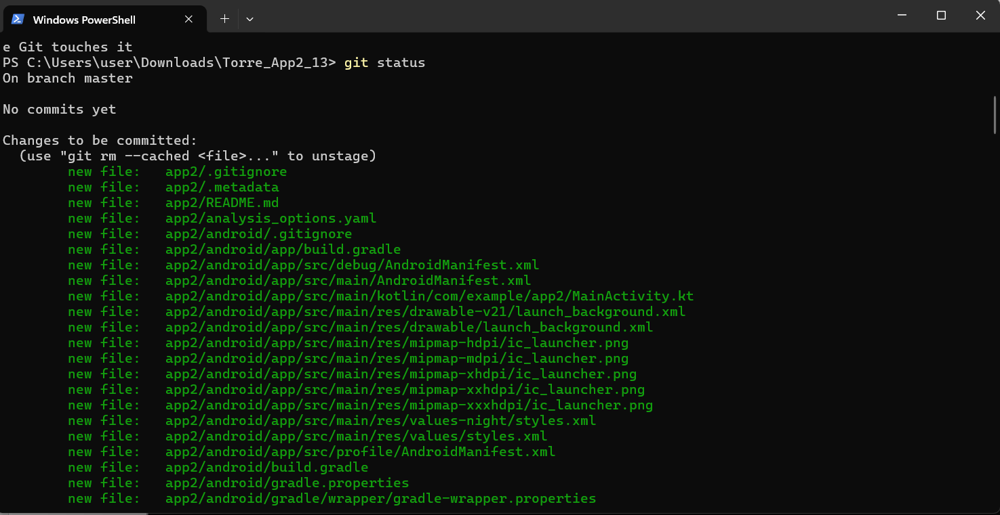 Windows PowerShell
e Git touches it
PS C:\Users\user\Downloads\Torre_App2_13> git status
On branch master
No commits yet
Changes to be committed:
  (use "git rm --cached <file>..." to unstage)
        new file:   app2/.gitignore
        new file:   app2/.metadata
        new file:   app2/README.md
        new file:   app2/analysis_options.yaml
        new file:   app2/android/.gitignore
        new file:   app2/android/app/build.gradle
        new file:   app2/android/app/src/debug/AndroidManifest.xml
        new file:   app2/android/app/src/main/AndroidManifest.xml
        new file:   app2/android/app/src/main/kotlin/com/example/app2/MainActivity.kt
        new file:   app2/android/app/src/main/res/drawable-v21/launch_background.xml
        new file:   app2/android/app/src/main/res/drawable/launch_background.xml
        new file:   app2/android/app/src/main/res/mipmap-hdpi/ic_launcher.png
        new file:   app2/android/app/src/main/res/mipmap-mdpi/ic_launcher.png
        new file:   app2/android/app/src/main/res/mipmap-xhdpi/ic_launcher.png
        new file:   app2/android/app/src/main/res/mipmap-xxhdpi/ic_launcher.png
        new file:   app2/android/app/src/main/res/mipmap-xxxhdpi/ic_launcher.png
        new file:   app2/android/app/src/main/res/values-night/styles.xml
        new file:   app2/android/app/src/main/res/values/styles.xml
        new file:   app2/android/app/src/profile/AndroidManifest.xml
        new file:   app2/android/build.gradle
        new file:   app2/android/gradle.properties
        new file:   app2/android/gradle/wrapper/gradle-wrapper.properties